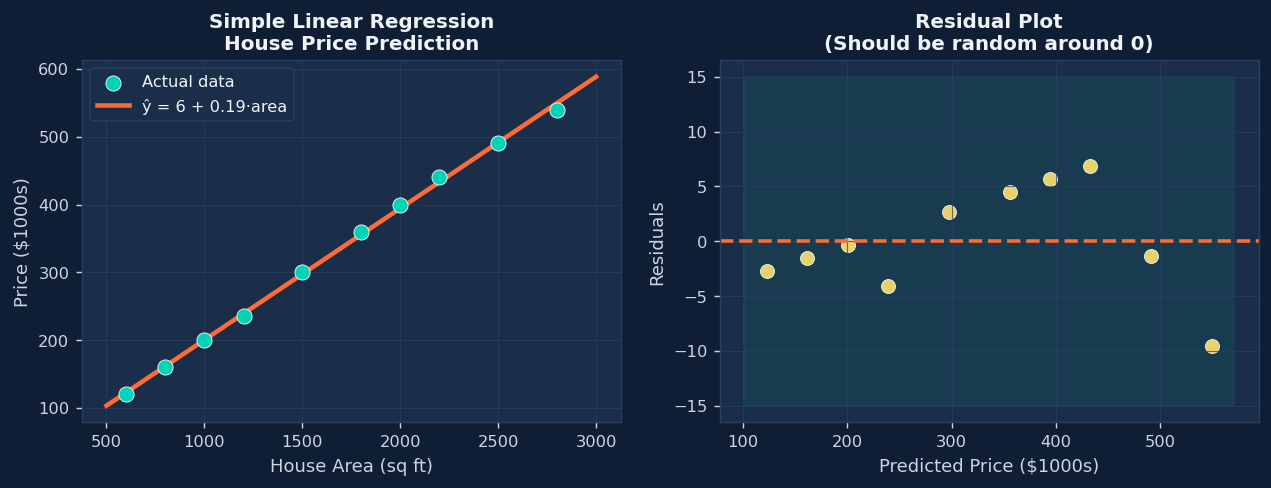 Simple Linear Regression
House Price Prediction
Actual data
ŷ = 6 + 0.19·area
600
500
400
300
200
100
Price ($1000s)
500 1000 1500 2000 2500 3000
House Area (sq ft)
Residual Plot
(Should be random around 0)
15
10
5
0
−5
−10
−15
Residuals
100 200 300 400 500
Predicted Price ($1000s)